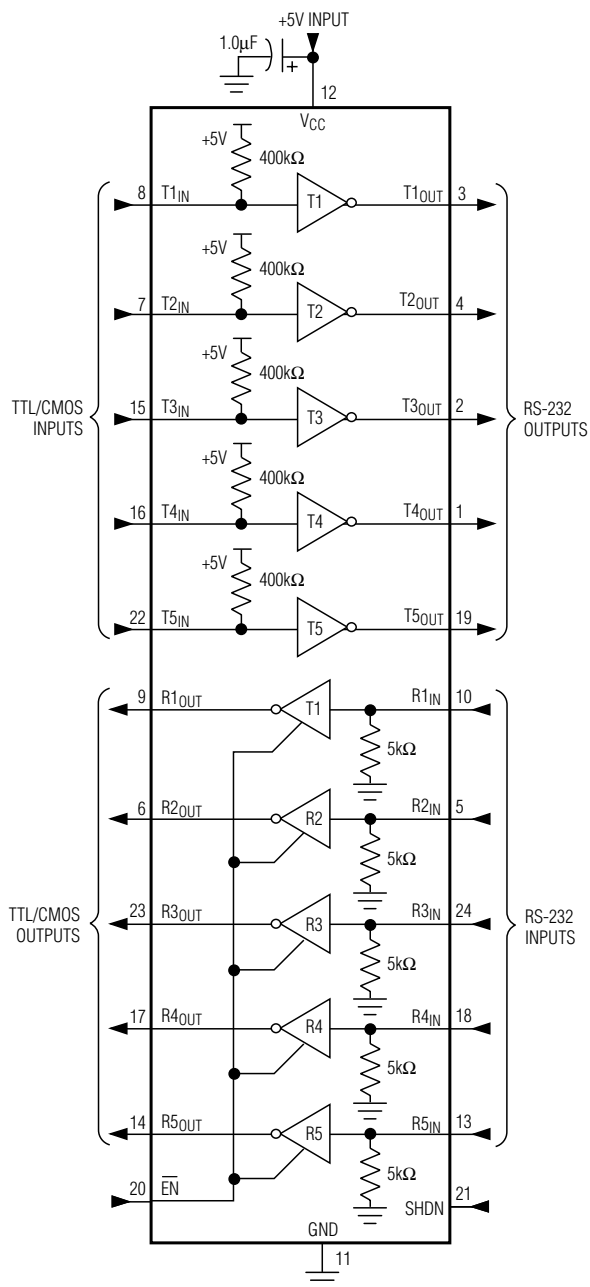 +5V INPUT
1.0μF
+
12
VCC
+5V
400kΩ
8 T1IN T1 T1OUT 3
+5V
400kΩ
7 T2IN T2 T2OUT 4
+5V
400kΩ
TTL/CMOS INPUTS
15 T3IN T3 T3OUT 2
RS-232 OUTPUTS
+5V
400kΩ
16 T4IN T4 T4OUT 1
+5V
400kΩ
22 T5IN T5 T5OUT 19
9 R1OUT T1 R1IN 10
5kΩ
6 R2OUT R2 R2IN 5
5kΩ
TTL/CMOS OUTPUTS
23 R3OUT R3 R3IN 24
RS-232 INPUTS
5kΩ
17 R4OUT R4 R4IN 18
5kΩ
14 R5OUT R5 R5IN 13
5kΩ
20 E̅N̅ SHDN 21
GND
11